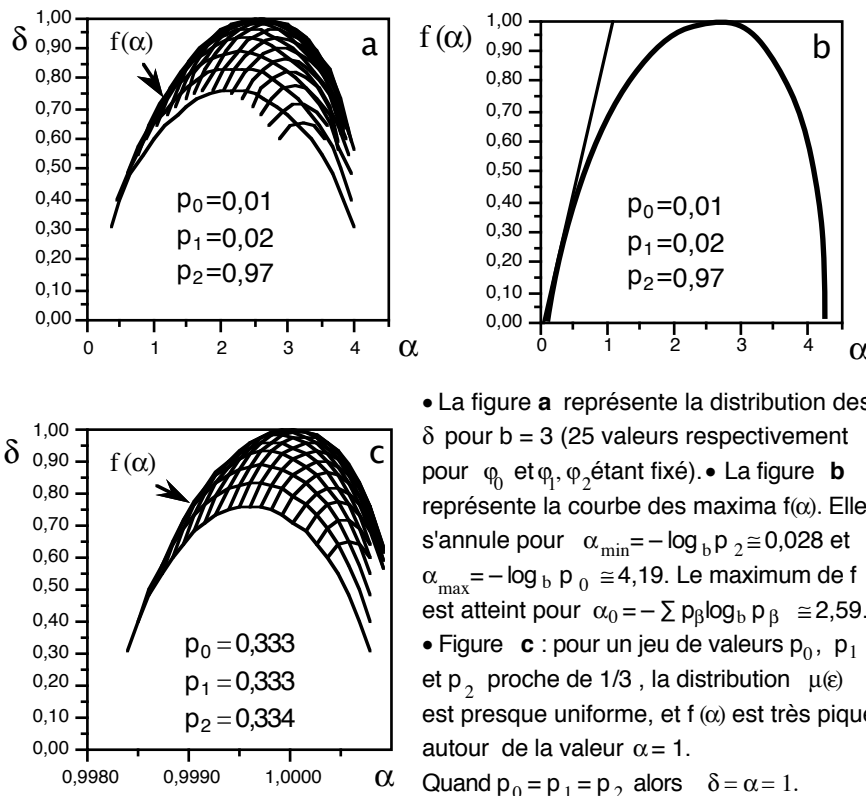 δ
1,00
0,90
0,80
0,70
0,60
0,50
0,40
0,30
0,20
0,10
0,00
f(α)
a
p0=0,01
p1=0,02
p2=0,97
0 1 2 3 4 α
f(α)
1,00
0,90
0,80
0,70
0,60
0,50
0,40
0,30
0,20
0,10
0,00
b
p0=0,01
p1=0,02
p2=0,97
0 1 2 3 4 α
δ
1,00
0,90
0,80
0,70
0,60
0,50
0,40
0,30
0,20
0,10
0,00
f(α)
c
p0 = 0,333
p1 = 0,333
p2 = 0,334
0,9980 0,9990 1,0000 α
• La figure a représente la distribution des
δ pour b = 3 (25 valeurs respectivement
pour φ0 et φ1, φ2 étant fixé). • La figure b
représente la courbe des maxima f(α). Elle
s'annule pour αmin = – logb p2 ≅ 0,028 et
αmax = – logb p0 ≅ 4,19. Le maximum de f
est atteint pour α0 = – ∑ pβ logb pβ ≅ 2,59.
• Figure c : pour un jeu de valeurs p0, p1
et p2 proche de 1/3 , la distribution μ(ε)
est presque uniforme, et f (α) est très piqué
autour de la valeur α = 1.
Quand p0 = p1 = p2 alors δ = α = 1.